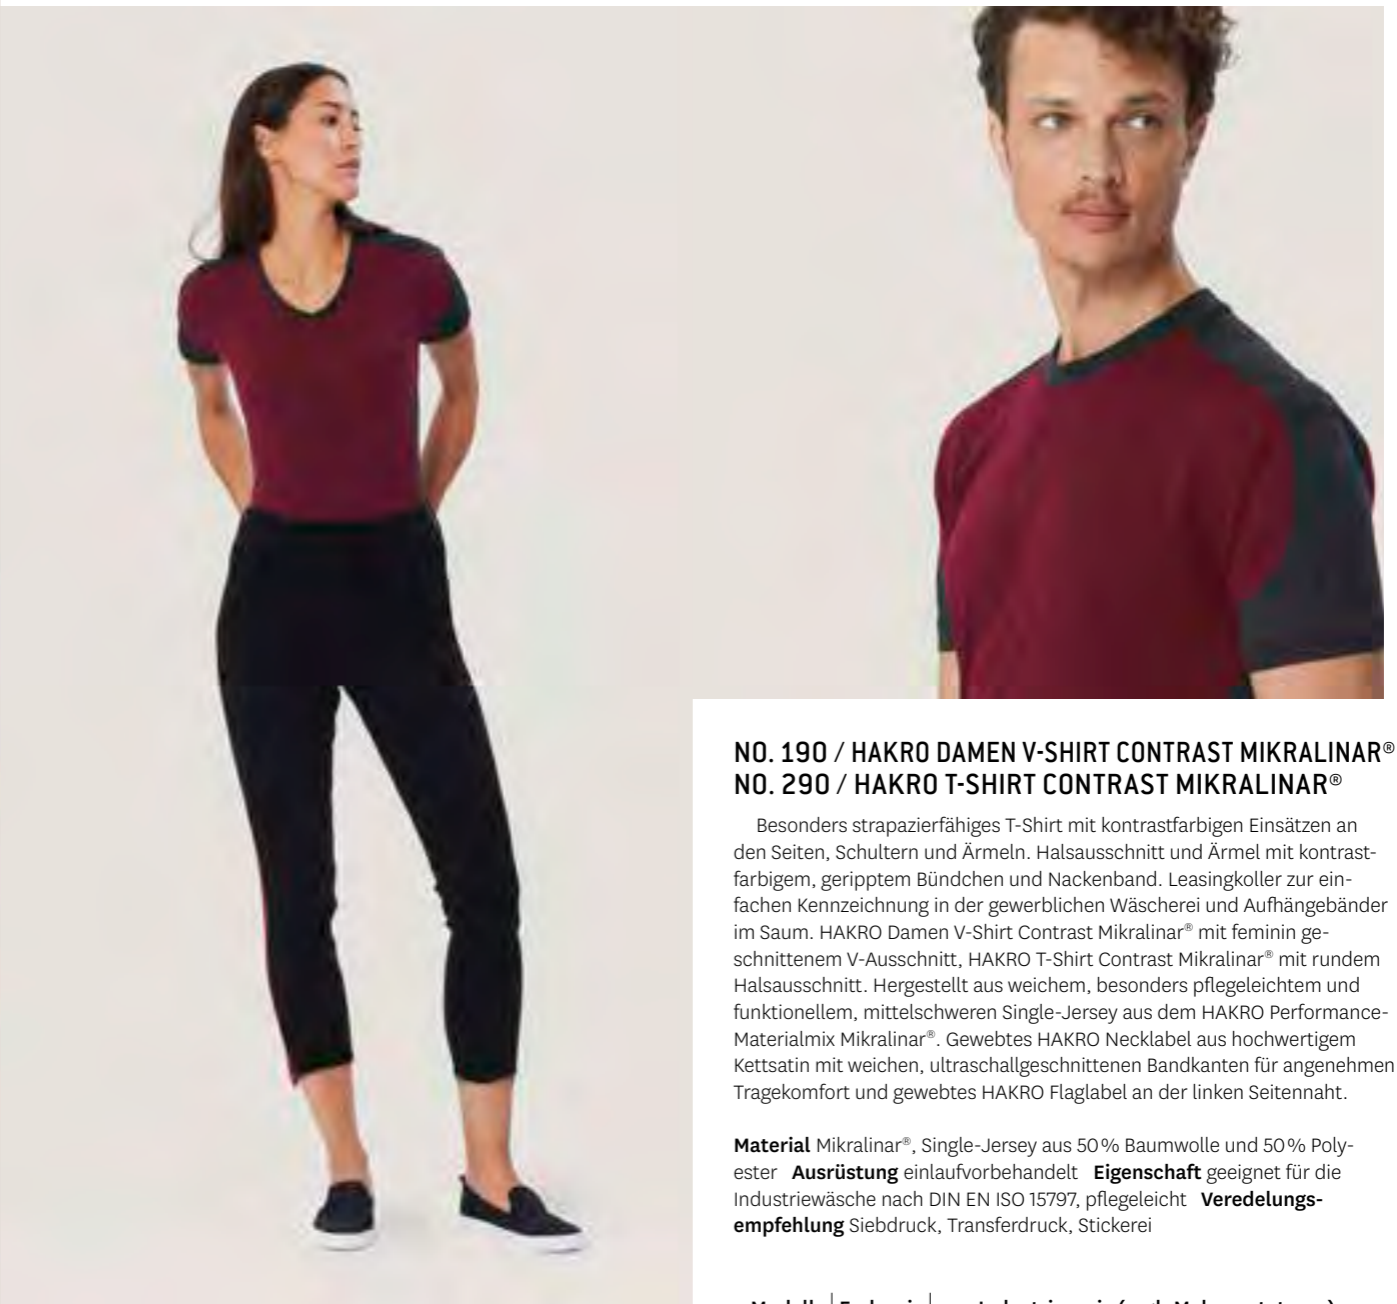 NO. 190 / HAKRO DAMEN V-SHIRT CONTRAST MIKRALINAR®
NO. 290 / HAKRO T-SHIRT CONTRAST MIKRALINAR®
Besonders strapazierfähiges T-Shirt mit kontrastfarbigen Einsätzen an
den Seiten, Schultern und Ärmeln. Halsausschnitt und Ärmel mit kontrast-
farbigem, geripptem Bündchen und Nackenband. Leasingkoller zur ein-
fachen Kennzeichnung in der gewerblichen Wäscherei und Aufhängebänder
im Saum. HAKRO Damen V-Shirt Contrast Mikralinar® mit feminin ge-
schnittenem V-Ausschnitt, HAKRO T-Shirt Contrast Mikralinar® mit rundem
Halsausschnitt. Hergestellt aus weichem, besonders pflegeleichtem und
funktionellem, mittelschweren Single-Jersey aus dem HAKRO Performance-
Materialmix Mikralinar®. Gewebtes HAKRO Necklabel aus hochwertigem
Kettsatin mit weichen, ultraschallgeschnittenen Bandkanten für angenehmen
Tragekomfort und gewebtes HAKRO Flaglabel an der linken Seitennaht.
Material Mikralinar®, Single-Jersey aus 50% Baumwolle und 50% Poly-
ester Ausrüstung einlaufvorbehandelt Eigenschaft geeignet für die
Industriewäsche nach DIN EN ISO 15797, pflegeleicht Veredelungs-
empfehlung Siebdruck, Transferdruck, Stickerei